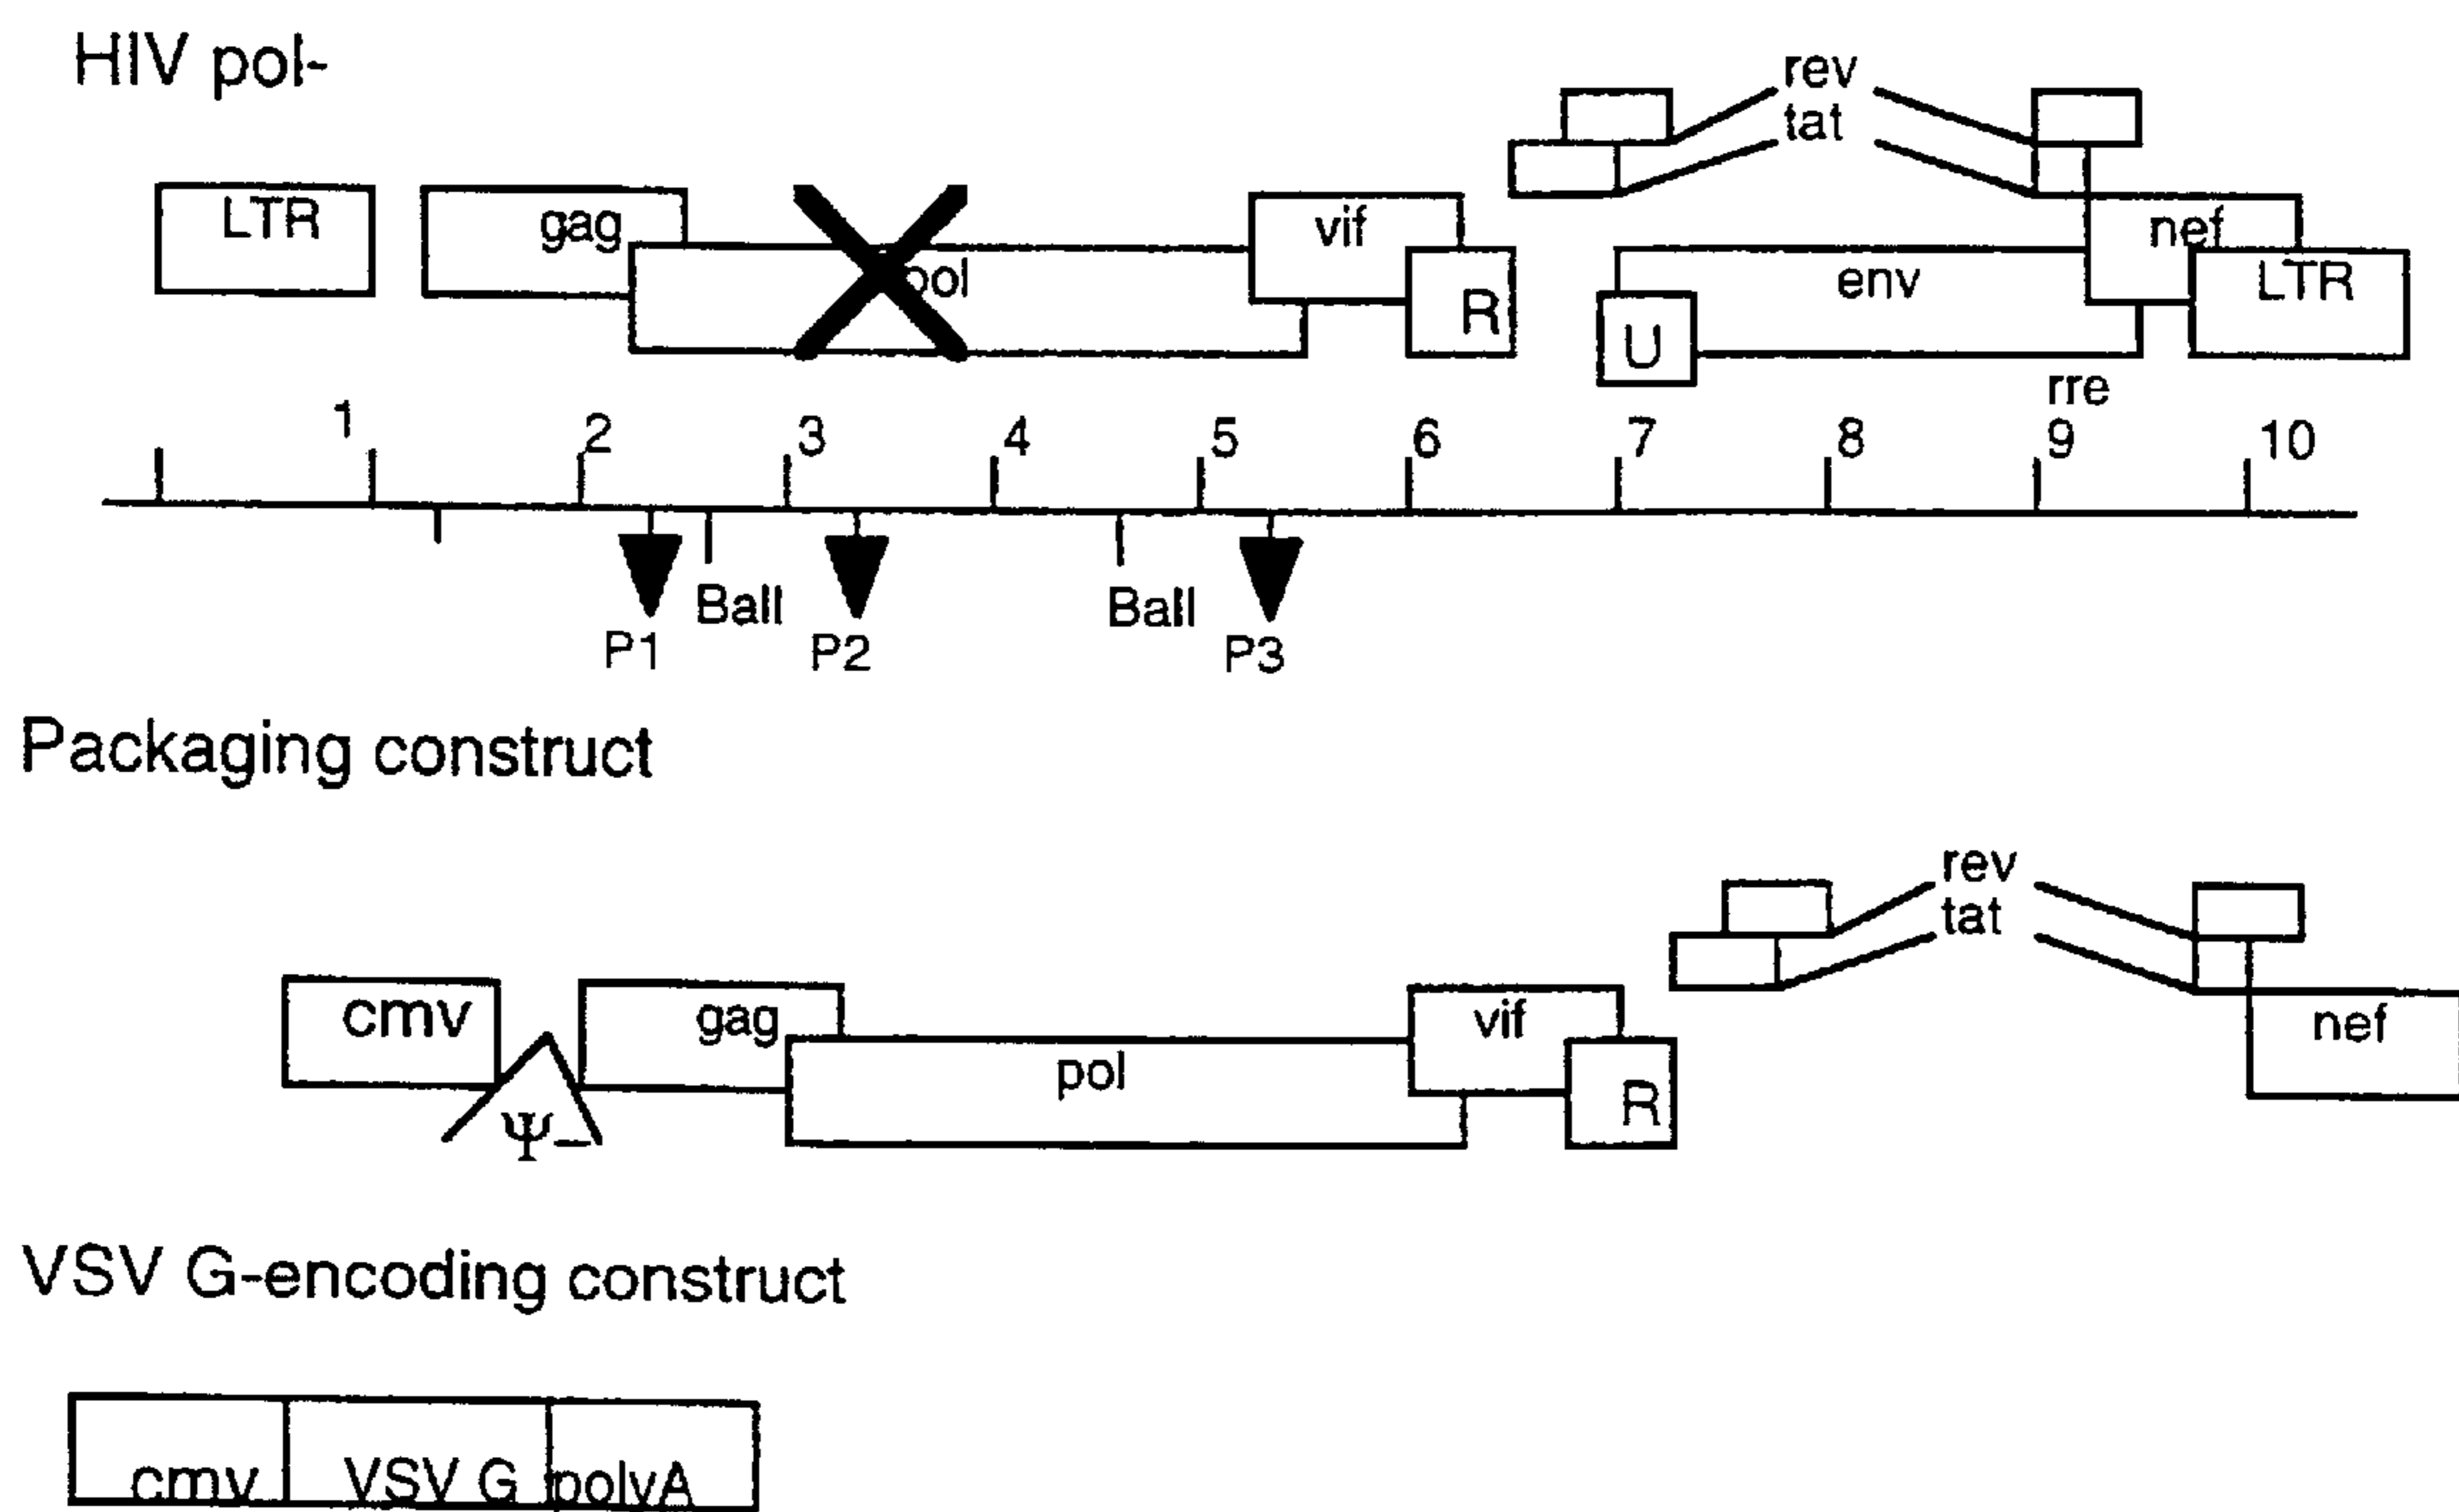 HIV pol-
rev
tat
LTR
gag
pol
vif
R
U
env
nef
LTR
rre
1 2 3 4 5 6 7 8 9 10
BalI BalI
P1 P2 P3
Packaging construct
rev
tat
cmv
Ψ-
gag
pol
vif
R
nef
VSV G-encoding construct
cmv VSV G polyA